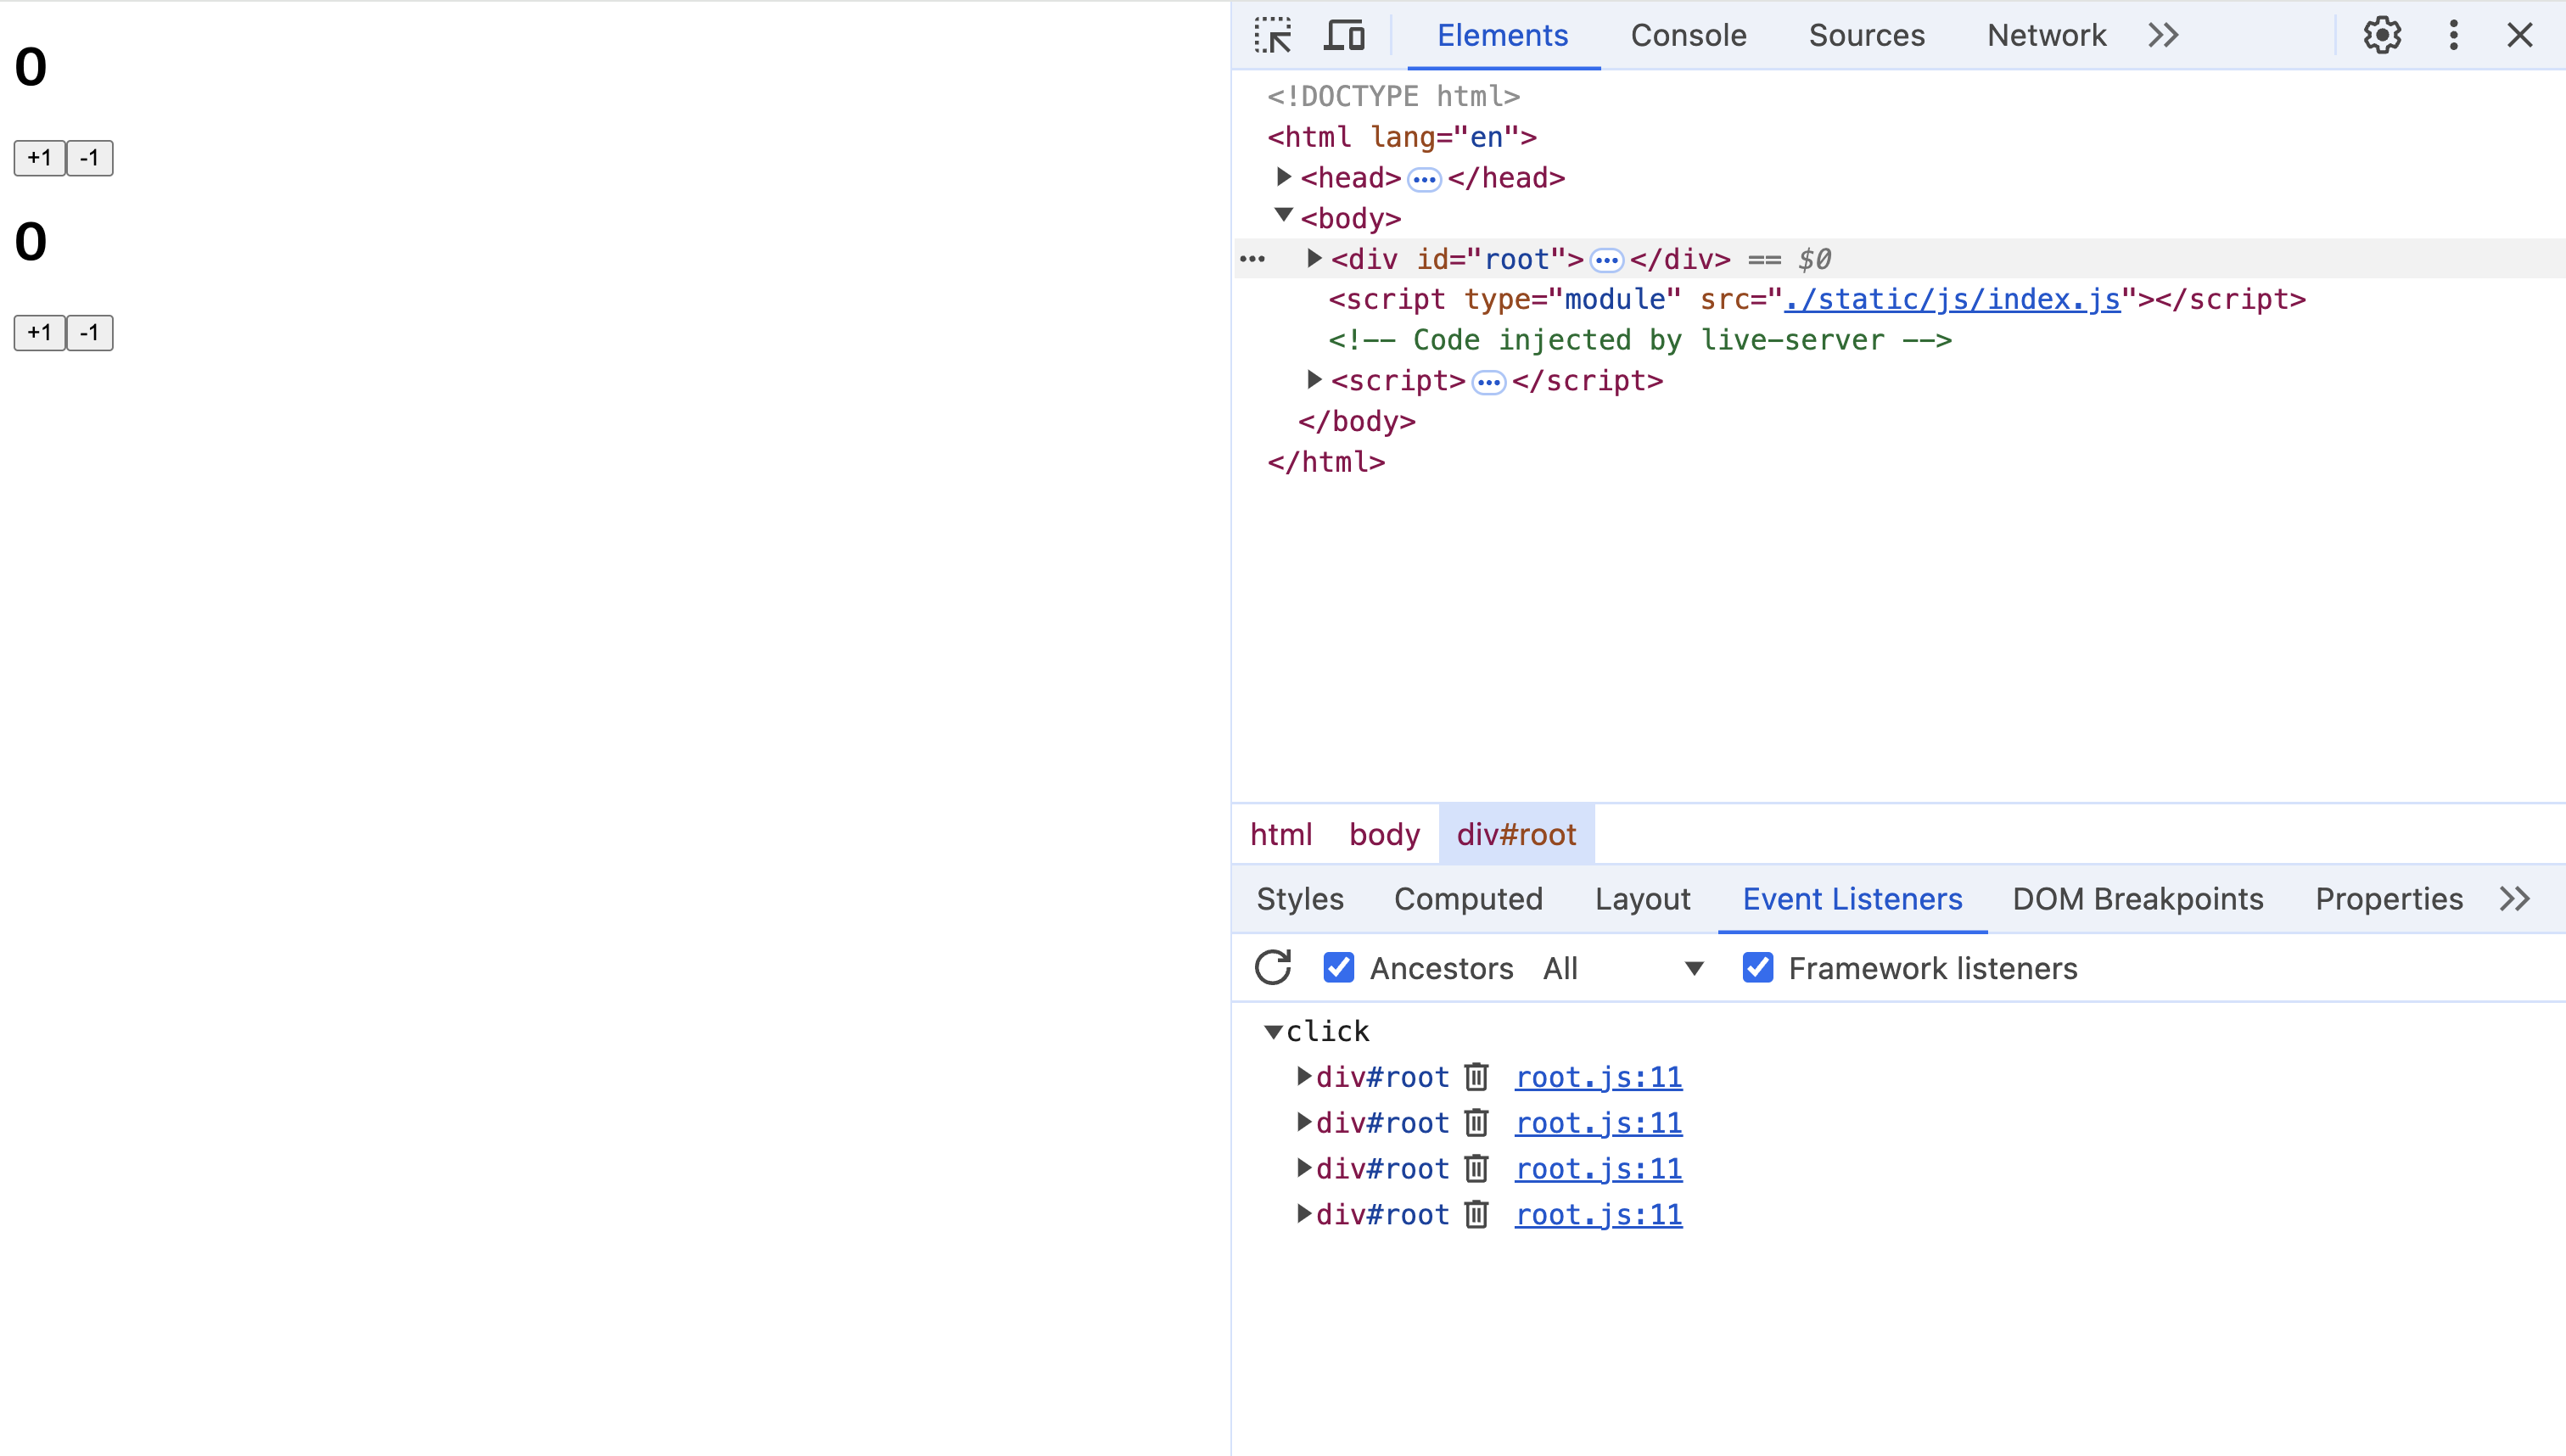 0
+1 -1
0
+1 -1
Elements Console Sources Network
<!DOCTYPE html>
<html lang="en">
<head> ••• </head>
<body>
••• <div id="root"> ••• </div> == $0
<script type="module" src="./static/js/index.js"></script>
<!-- Code injected by live-server -->
<script> ••• </script>
</body>
</html>
html body div#root
Styles Computed Layout Event Listeners DOM Breakpoints Properties
Ancestors All Framework listeners
click
div#root root.js:11
div#root root.js:11
div#root root.js:11
div#root root.js:11